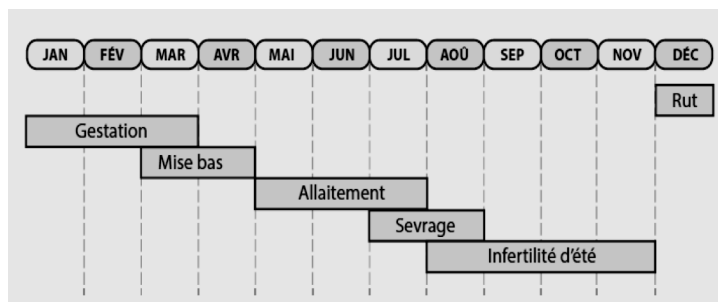 JAN FÉV MAR AVR MAI JUN JUL AOÛ SEP OCT NOV DÉC
Rut
Gestation
Mise bas
Allaitement
Sevrage
Infertilité d'été